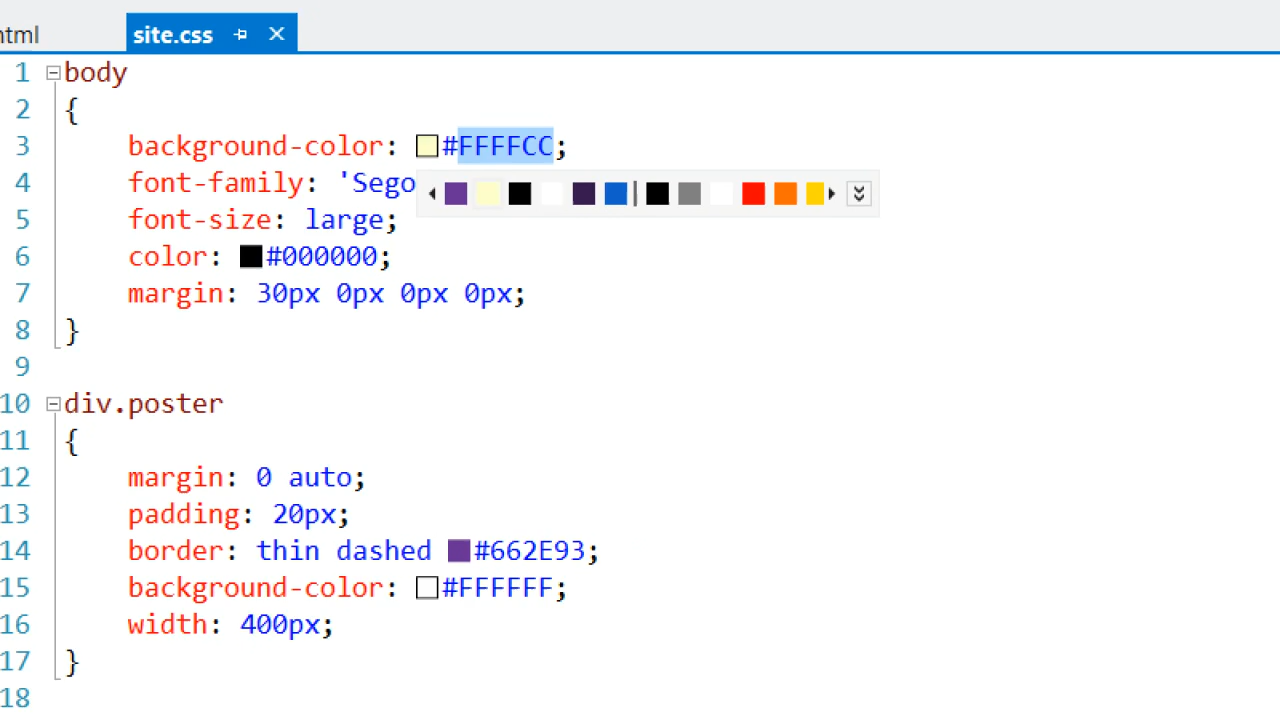 html
site.css
1 body
2 {
3 background-color: #FFFFCC;
4 font-family: 'Sego
5 font-size: large;
6 color: #000000;
7 margin: 30px 0px 0px 0px;
8 }
9
10 div.poster
11 {
12 margin: 0 auto;
13 padding: 20px;
14 border: thin dashed #662E93;
15 background-color: #FFFFFF;
16 width: 400px;
17 }
18